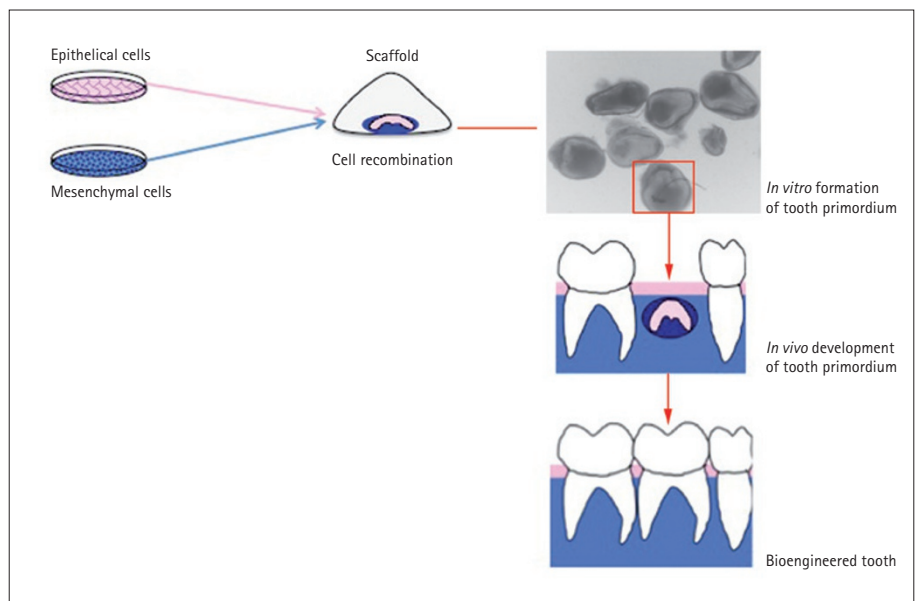 Epithelical cells
Scaffold
Cell recombination
Mesenchymal cells
In vitro formation
of tooth primordium
In vivo development
of tooth primordium
Bioengineered tooth